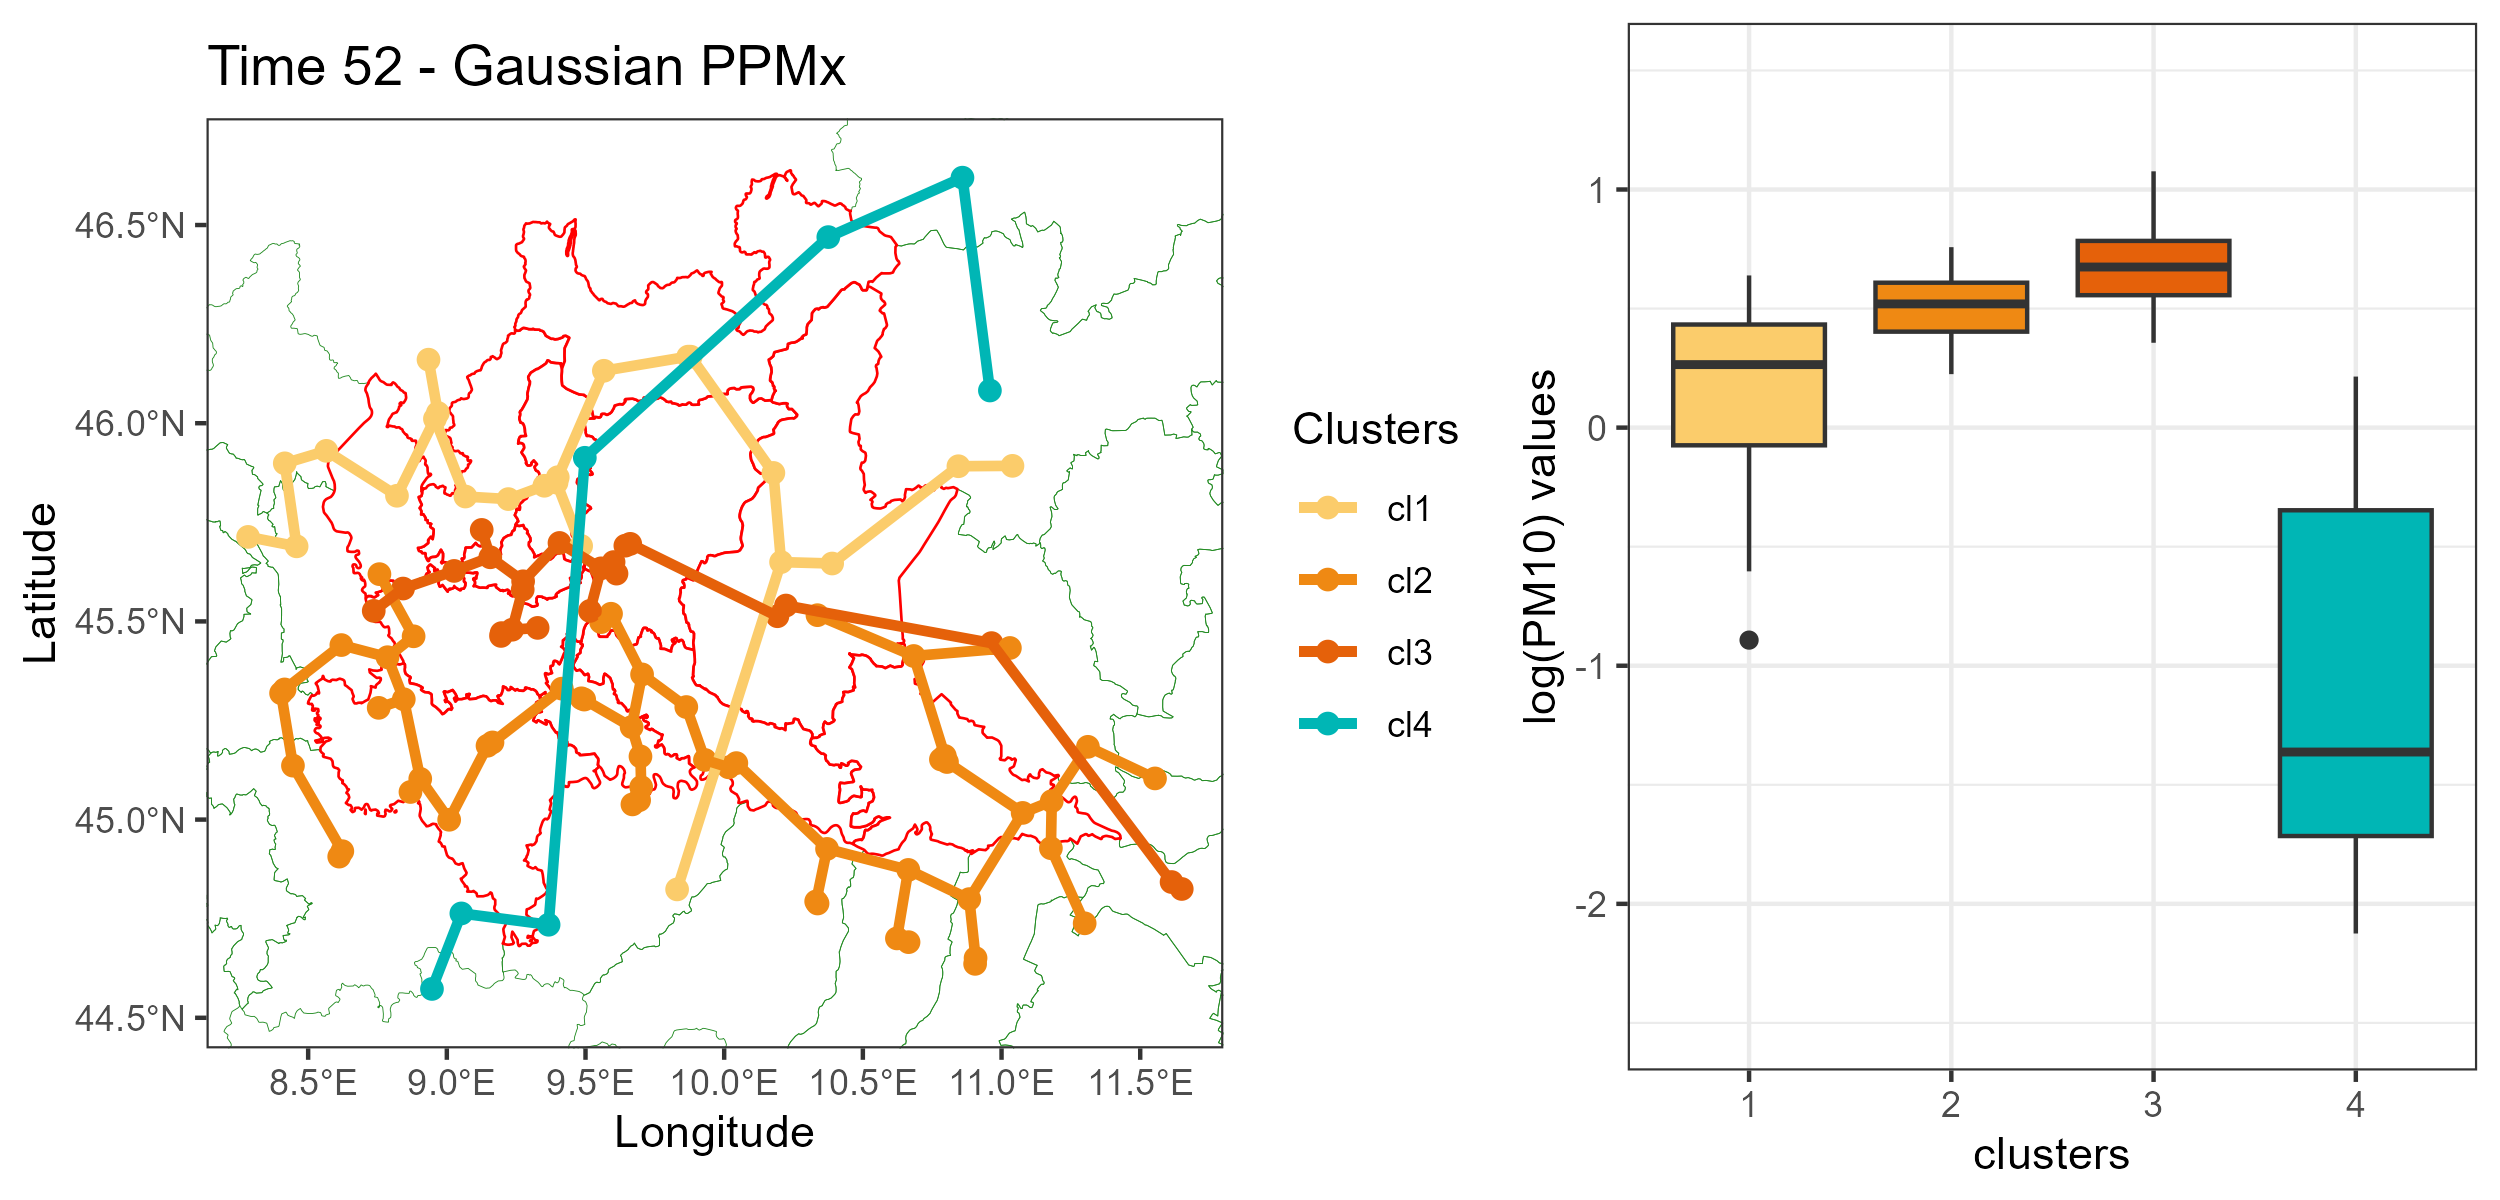 Time 52 - Gaussian PPMx
46.5°N
46.0°N
45.5°N
45.0°N
44.5°N
Latitude
8.5°E 9.0°E 9.5°E 10.0°E 10.5°E 11.0°E 11.5°E
Longitude
Clusters
cl1
cl2
cl3
cl4
1
0
-1
-2
log(PM10) values
1 2 3 4
clusters